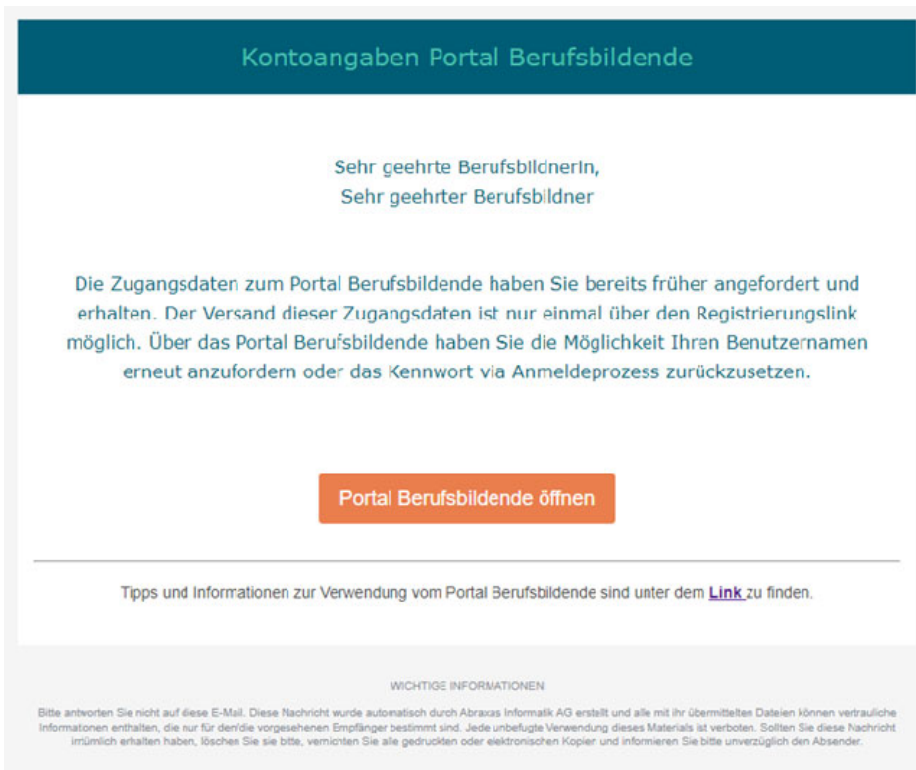 Kontoangaben Portal Berufsbildende
Sehr geehrte Berufsbildnerin,
Sehr geehrter Berufsbildner
Die Zugangsdaten zum Portal Berufsbildende haben Sie bereits früher angefordert und
erhalten. Der Versand dieser Zugangsdaten ist nur einmal über den Registrierungslink
möglich. Über das Portal Berufsbildende haben Sie die Möglichkeit Ihren Benutzernamen
erneut anzufordern oder das Kennwort via Anmeldeprozess zurückzusetzen.
Portal Berufsbildende öffnen
Tipps und Informationen zur Verwendung vom Portal Berufsbildende sind unter dem Link zu finden.
WICHTIGE INFORMATIONEN
Bitte antworten Sie nicht auf diese E-Mail. Diese Nachricht wurde automatisch durch Abraxas Informatik AG erstellt und alle mit ihr übermittelten Dateien können vertrauliche
Informationen enthalten, die nur für den/die vorgesehenen Empfänger bestimmt sind. Jede unbefugte Verwendung dieses Materials ist verboten. Sollten Sie diese Nachricht
irrtümlich erhalten haben, löschen Sie sie bitte, vernichten Sie alle gedruckten oder elektronischen Kopier und informieren Sie bitte unverzüglich den Absender.